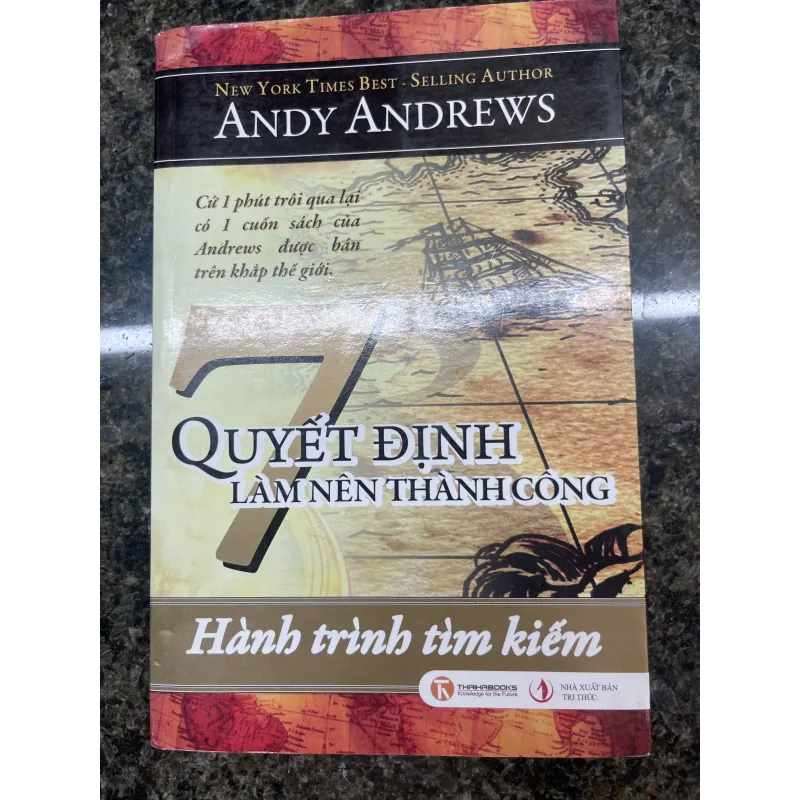 NEW YORK TIMES BEST - SELLING AUTHOR
ANDY ANDREWS
Cứ 1 phút trôi qua lại
có 1 cuốn sách của
Andrews được bán
trên khắp thế giới.
7
QUYẾT ĐỊNH
LÀM NÊN THÀNH CÔNG
Hành trình tìm kiếm
THAIHABOOKS
Knowledge for the Future
NHÀ XUẤT BẢN
TRI THỨC